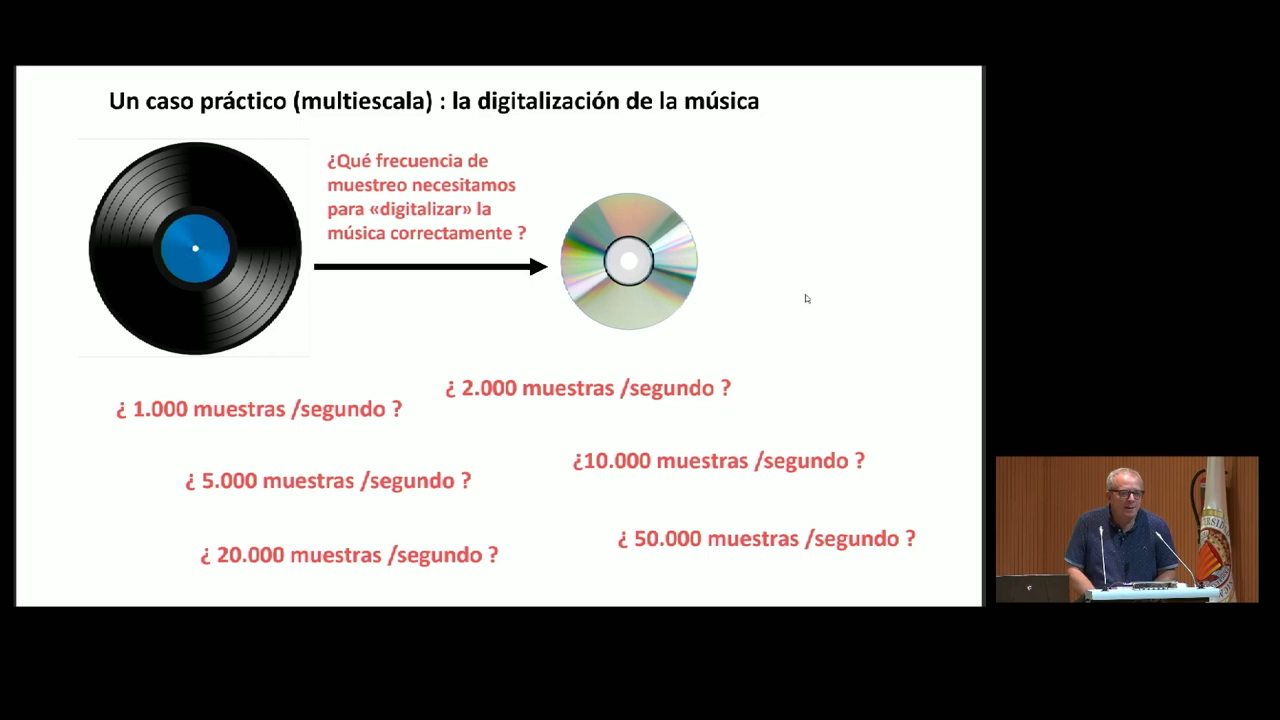 Un caso práctico (multiescala) : la digitalización de la música
¿Qué frecuencia de
muestreo necesitamos
para «digitalizar» la
música correctamente ?
¿ 2.000 muestras /segundo ?
¿ 1.000 muestras /segundo ?
¿10.000 muestras /segundo ?
¿ 5.000 muestras /segundo ?
¿ 50.000 muestras /segundo ?
¿ 20.000 muestras /segundo ?